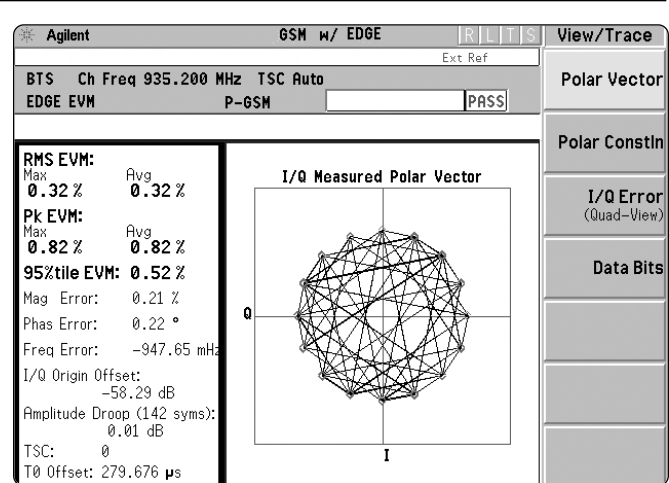 Agilent
GSM w/ EDGE
R L T S
View/Trace
Ext Ref
BTS Ch Freq 935.200 MHz TSC Auto
EDGE EVM P-GSM PASS
Polar Vector
Polar Constln
I/Q Error
(Quad-View)
Data Bits
RMS EVM:
Max Avg
0.32 % 0.32 %
Pk EVM:
Max Avg
0.82 % 0.82 %
95%tile EVM: 0.52 %
Mag Error: 0.21 %
Phas Error: 0.22 °
Freq Error: -947.65 mHz
I/Q Origin Offset:
-58.29 dB
Amplitude Droop (142 syms):
0.01 dB
TSC: 0
T0 Offset: 279.676 µs
I/Q Measured Polar Vector
Q
I